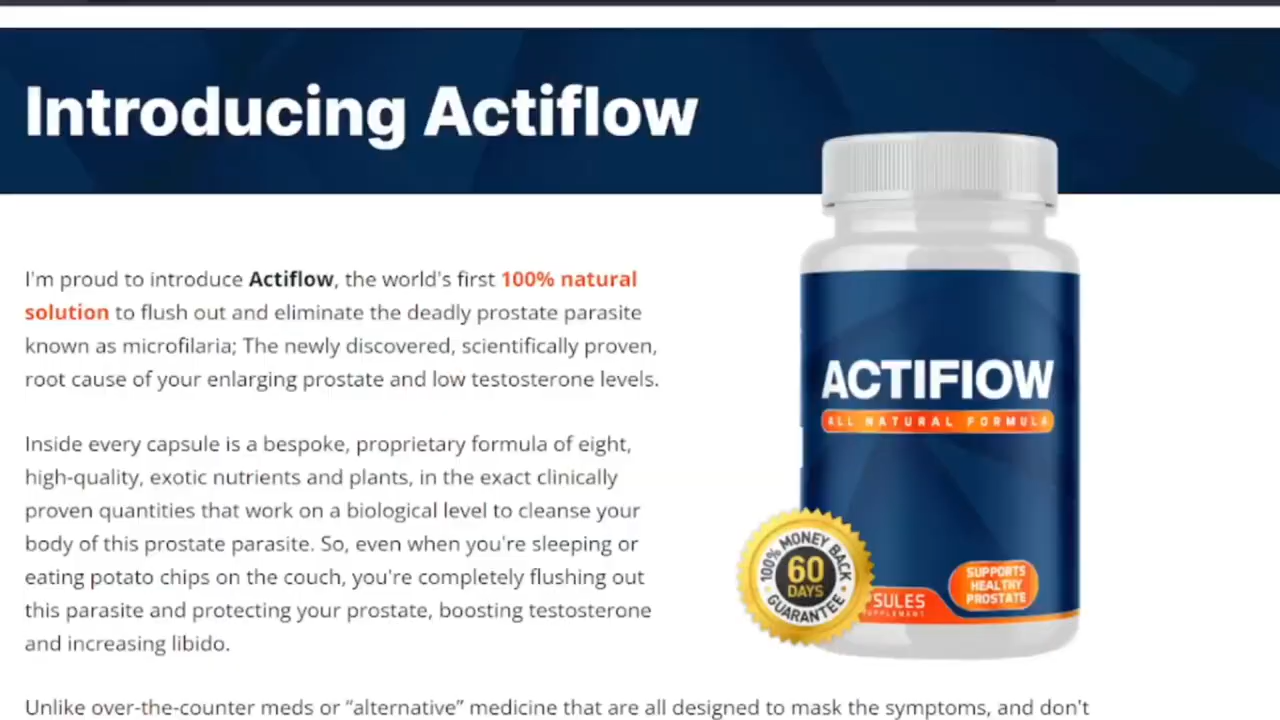 Introducing Actiflow
I'm proud to introduce Actiflow, the world's first 100% natural
solution to flush out and eliminate the deadly prostate parasite
known as microfilaria; The newly discovered, scientifically proven,
root cause of your enlarging prostate and low testosterone levels.
Inside every capsule is a bespoke, proprietary formula of eight,
high-quality, exotic nutrients and plants, in the exact clinically
proven quantities that work on a biological level to cleanse your
body of this prostate parasite. So, even when you're sleeping or
eating potato chips on the couch, you're completely flushing out
this parasite and protecting your prostate, boosting testosterone
and increasing libido.
Unlike over-the-counter meds or “alternative” medicine that are all designed to mask the symptoms, and don't
ACTIFlOW
ALL NATURAL FORMULA
100% MONEY BACK
60
DAYS
GUARANTEE
SUPPORTS
HEALTHY
PROSTATE